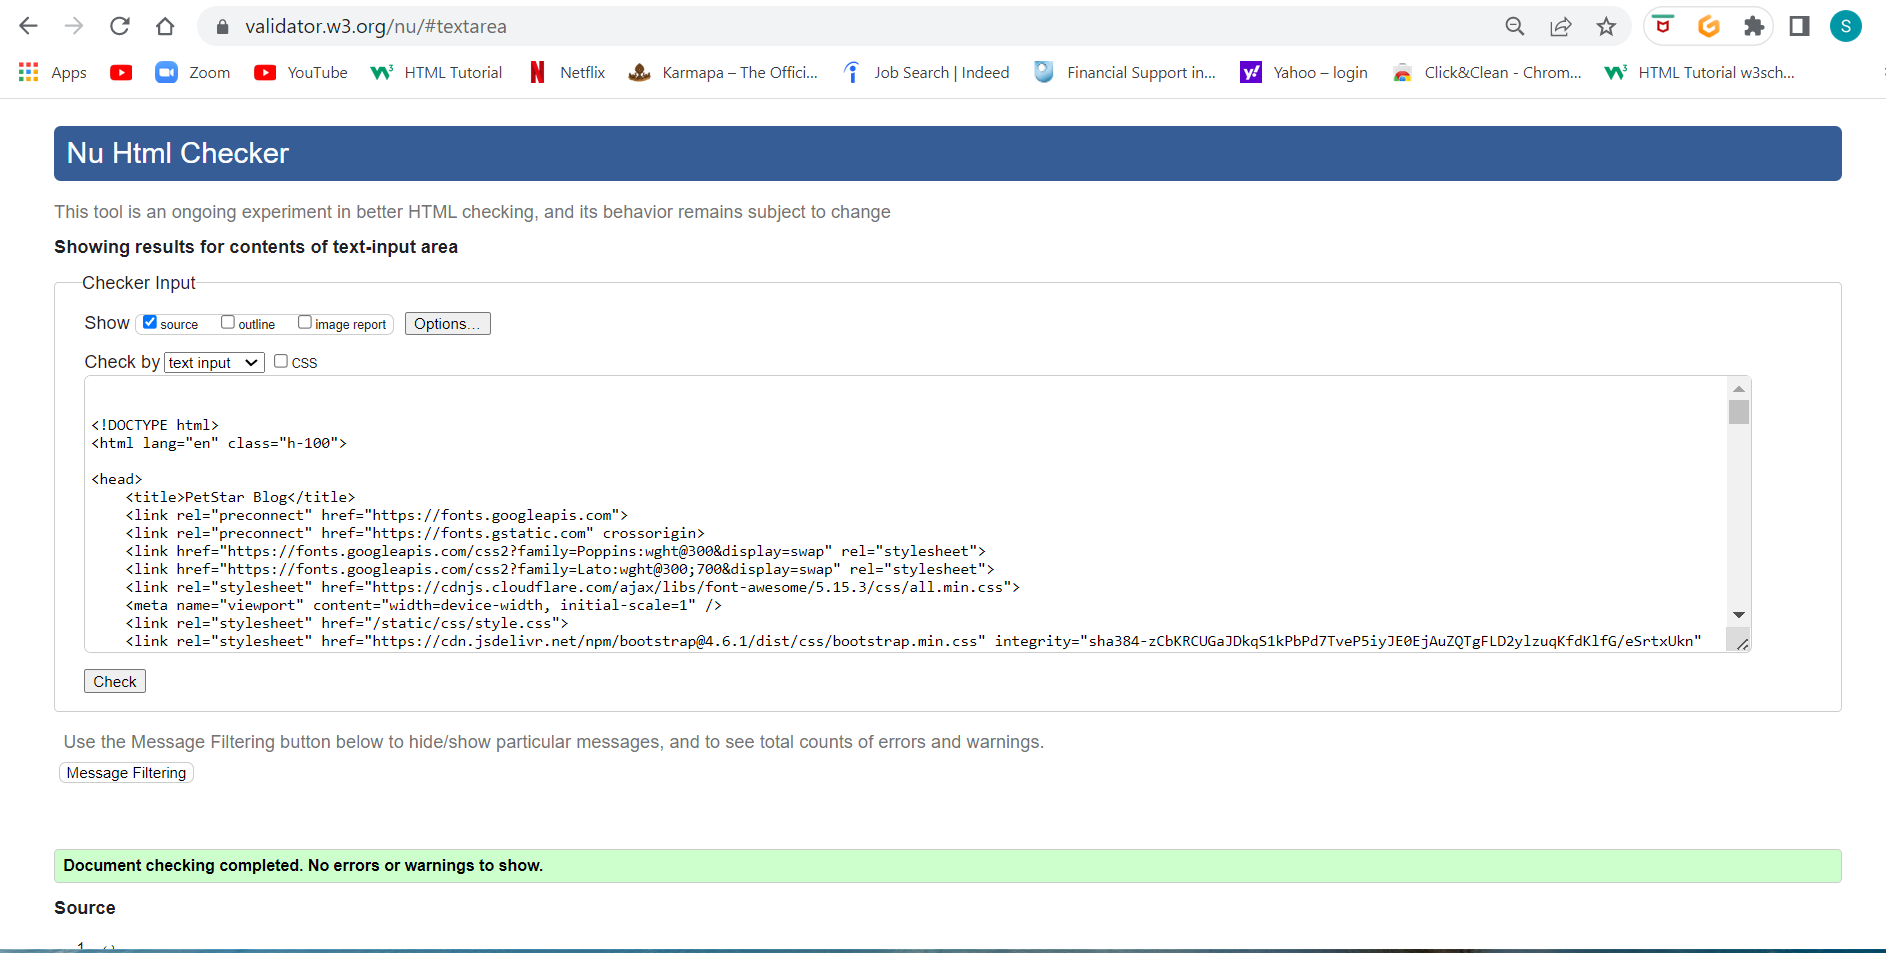 validator.w3.org/nu/#textarea
S
Apps Zoom YouTube HTML Tutorial Netflix Karmapa – The Offici... Job Search | Indeed Financial Support in... Yahoo – login Click&Clean - Chrom... HTML Tutorial w3sch...
Nu Html Checker
This tool is an ongoing experiment in better HTML checking, and its behavior remains subject to change
Showing results for contents of text-input area
Checker Input
Show source outline image report Options...
Check by text input CSS
<!DOCTYPE html>
<html lang="en" class="h-100">
<head>
<title>PetStar Blog</title>
<link rel="preconnect" href="https://fonts.googleapis.com">
<link rel="preconnect" href="https://fonts.gstatic.com" crossorigin>
<link href="https://fonts.googleapis.com/css2?family=Poppins:wght@300&display=swap" rel="stylesheet">
<link href="https://fonts.googleapis.com/css2?family=Lato:wght@300;700&display=swap" rel="stylesheet">
<link rel="stylesheet" href="https://cdnjs.cloudflare.com/ajax/libs/font-awesome/5.15.3/css/all.min.css">
<meta name="viewport" content="width=device-width, initial-scale=1" />
<link rel="stylesheet" href="/static/css/style.css">
<link rel="stylesheet" href="https://cdn.jsdelivr.net/npm/bootstrap@4.6.1/dist/css/bootstrap.min.css" integrity="sha384-zCbKRCUGaJDkqS1kPbPd7TveP5iyJE0EjAuZQTgFLD2ylzuqKfdKlfG/eSrtxUkn"
Check
Use the Message Filtering button below to hide/show particular messages, and to see total counts of errors and warnings.
Message Filtering
Document checking completed. No errors or warnings to show.
Source